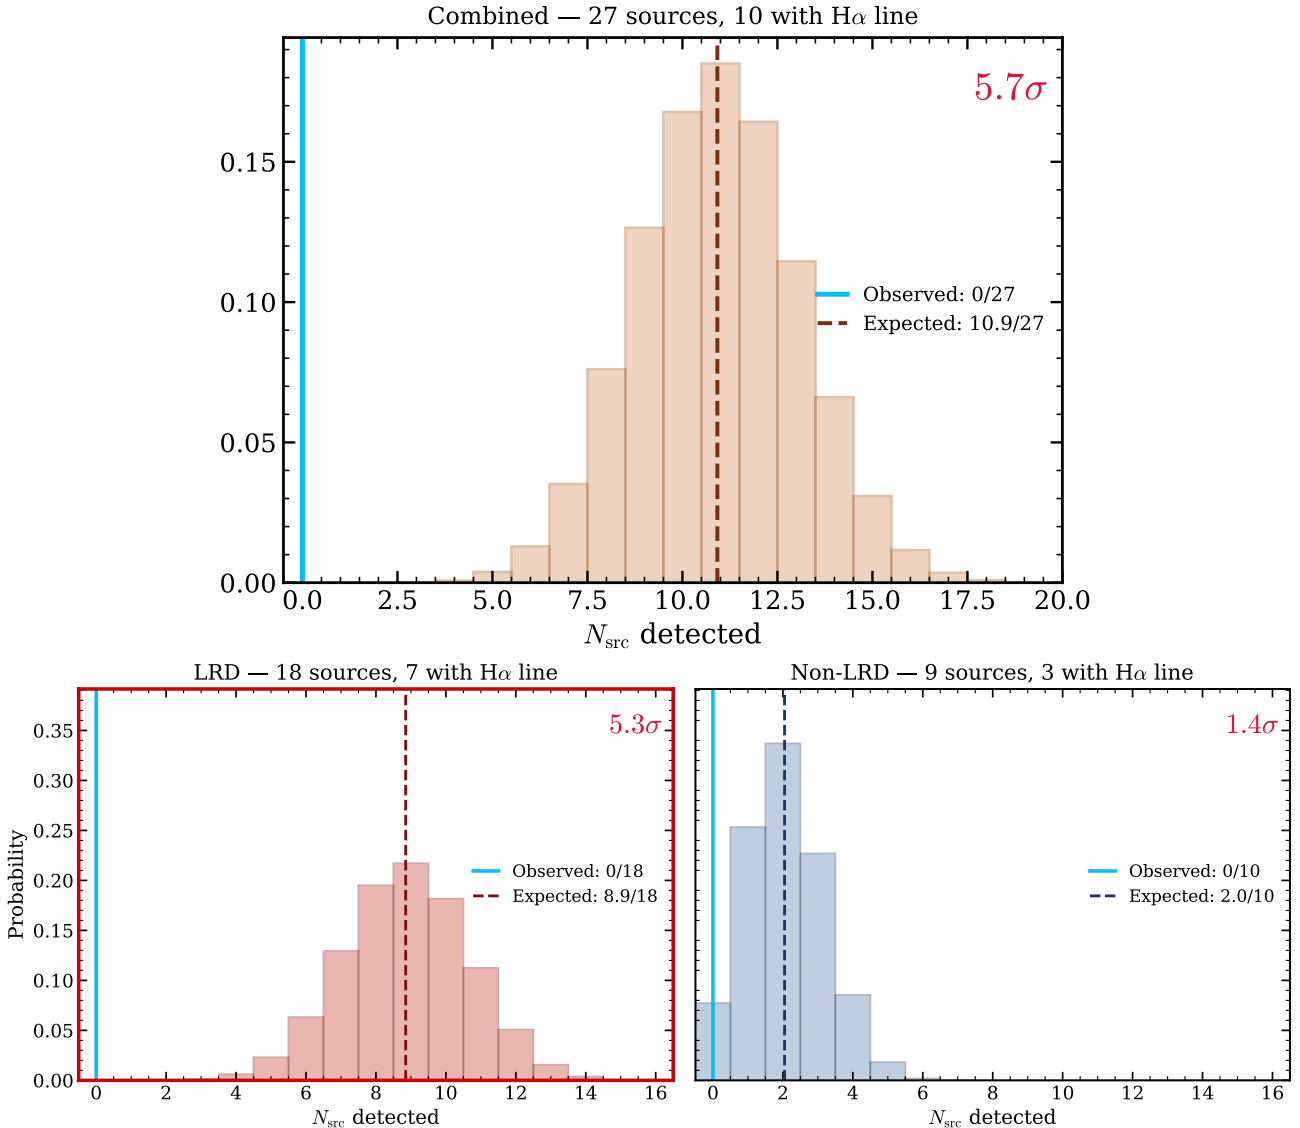 Combined — 27 sources, 10 with Hα line
5.7σ
0.15
0.10
0.05
0.00
Observed: 0/27
Expected: 10.9/27
0.0 2.5 5.0 7.5 10.0 12.5 15.0 17.5 20.0
N_src detected
LRD — 18 sources, 7 with Hα line
5.3σ
Probability
0.35
0.30
0.25
0.20
0.15
0.10
0.05
0.00
Observed: 0/18
Expected: 8.9/18
0 2 4 6 8 10 12 14 16
N_src detected
Non-LRD — 9 sources, 3 with Hα line
1.4σ
Observed: 0/10
Expected: 2.0/10
0 2 4 6 8 10 12 14 16
N_src detected